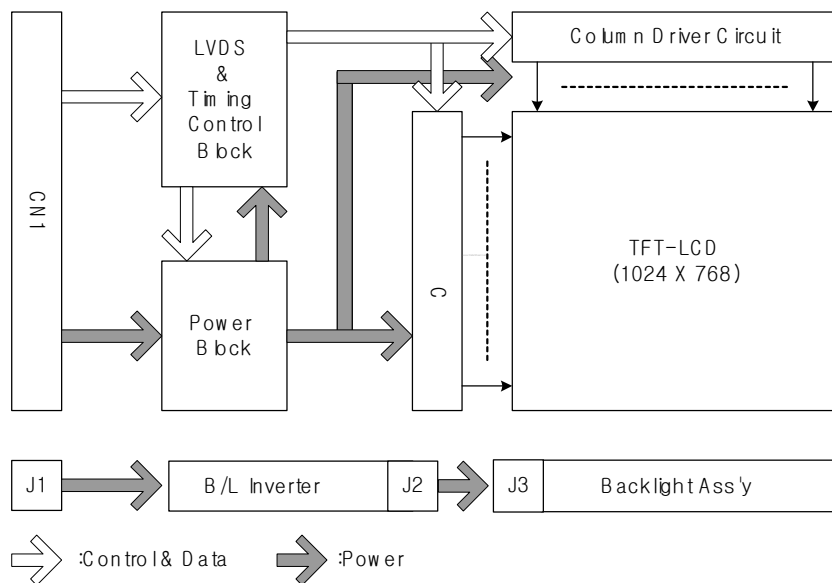 LVDS
&
Timing
Control
Block
Column Driver Circuit
CN1
TFT-LCD
(1024 X 768)
C
Power
Block
J1
B/L Inverter
J2
J3
Backlight Ass'y
:Control & Data
:Power